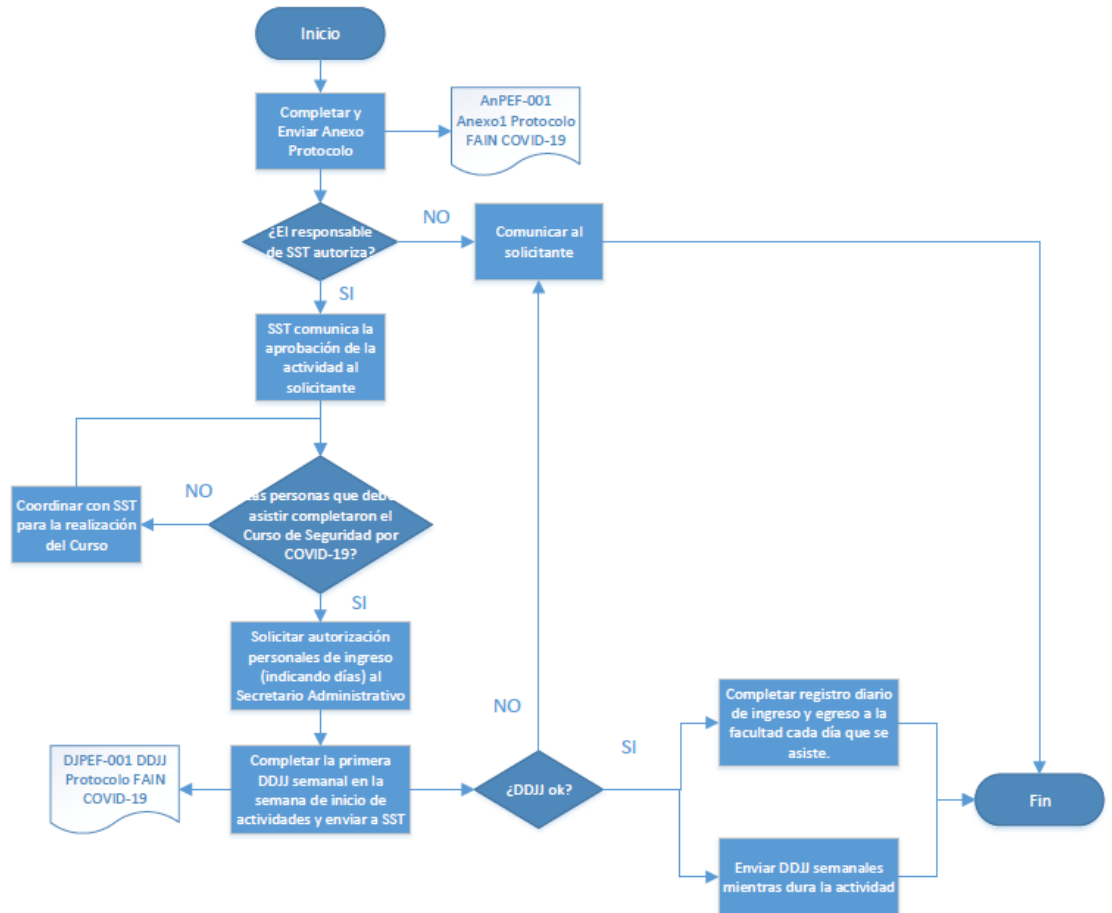 Inicio
Completar y
Enviar Anexo
Protocolo
AnPEF-001
Anexo1 Protocolo
FAIN COVID-19
¿El responsable
de SST autoriza?
NO
Comunicar al
solicitante
SI
SST comunica la
aprobación de la
actividad al
solicitante
NO
Coordinar con SST
para la realización
del Curso
personas que
asistir completaron el
Curso de Seguridad por
COVID-19?
SI
Solicitar autorización
personales de ingreso
(indicando días) al
Secretario Administrativo
DJPEF-001 DDJJ
Protocolo FAIN
COVID-19
Completar la primera
DDJJ semanal en la
semana de inicio de
actividades y enviar a SST
NO
¿DDJJ ok?
SI
Completar registro diario
de ingreso y egreso a la
facultad cada día que se
asiste.
Enviar DDJJ semanales
mientras dura la actividad
Fin